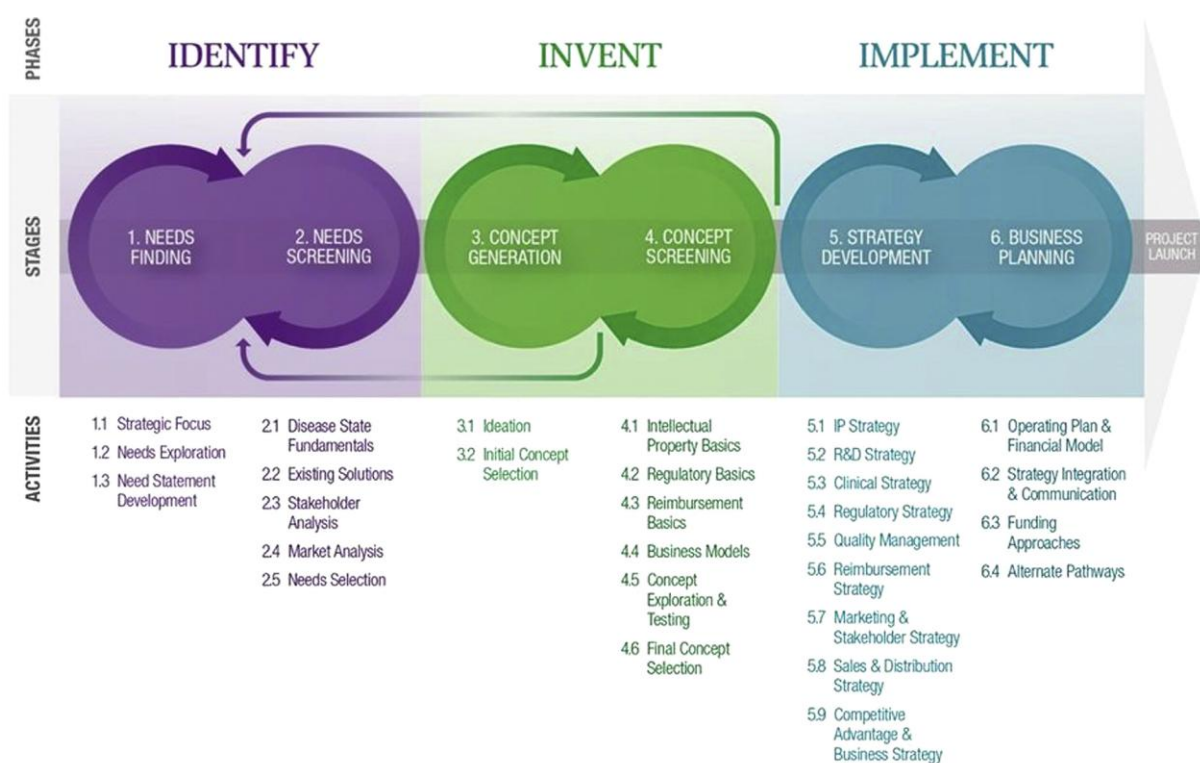 PHASES
IDENTIFY
INVENT
IMPLEMENT
STAGES
1. NEEDS
FINDING
2. NEEDS
SCREENING
3. CONCEPT
GENERATION
4. CONCEPT
SCREENING
5. STRATEGY
DEVELOPMENT
6. BUSINESS
PLANNING
PROJECT
LAUNCH
ACTIVITIES
1.1 Strategic Focus
1.2 Needs Exploration
1.3 Need Statement
Development
2.1 Disease State
Fundamentals
2.2 Existing Solutions
2.3 Stakeholder
Analysis
2.4 Market Analysis
2.5 Needs Selection
3.1 Ideation
3.2 Initial Concept
Selection
4.1 Intellectual
Property Basics
4.2 Regulatory Basics
4.3 Reimbursement
Basics
4.4 Business Models
4.5 Concept
Exploration &
Testing
4.6 Final Concept
Selection
5.1 IP Strategy
5.2 R&D Strategy
5.3 Clinical Strategy
5.4 Regulatory Strategy
5.5 Quality Management
5.6 Reimbursement
Strategy
5.7 Marketing &
Stakeholder Strategy
5.8 Sales & Distribution
Strategy
5.9 Competitive
Advantage &
Business Strategy
6.1 Operating Plan &
Financial Model
6.2 Strategy Integration
& Communication
6.3 Funding
Approaches
6.4 Alternate Pathways